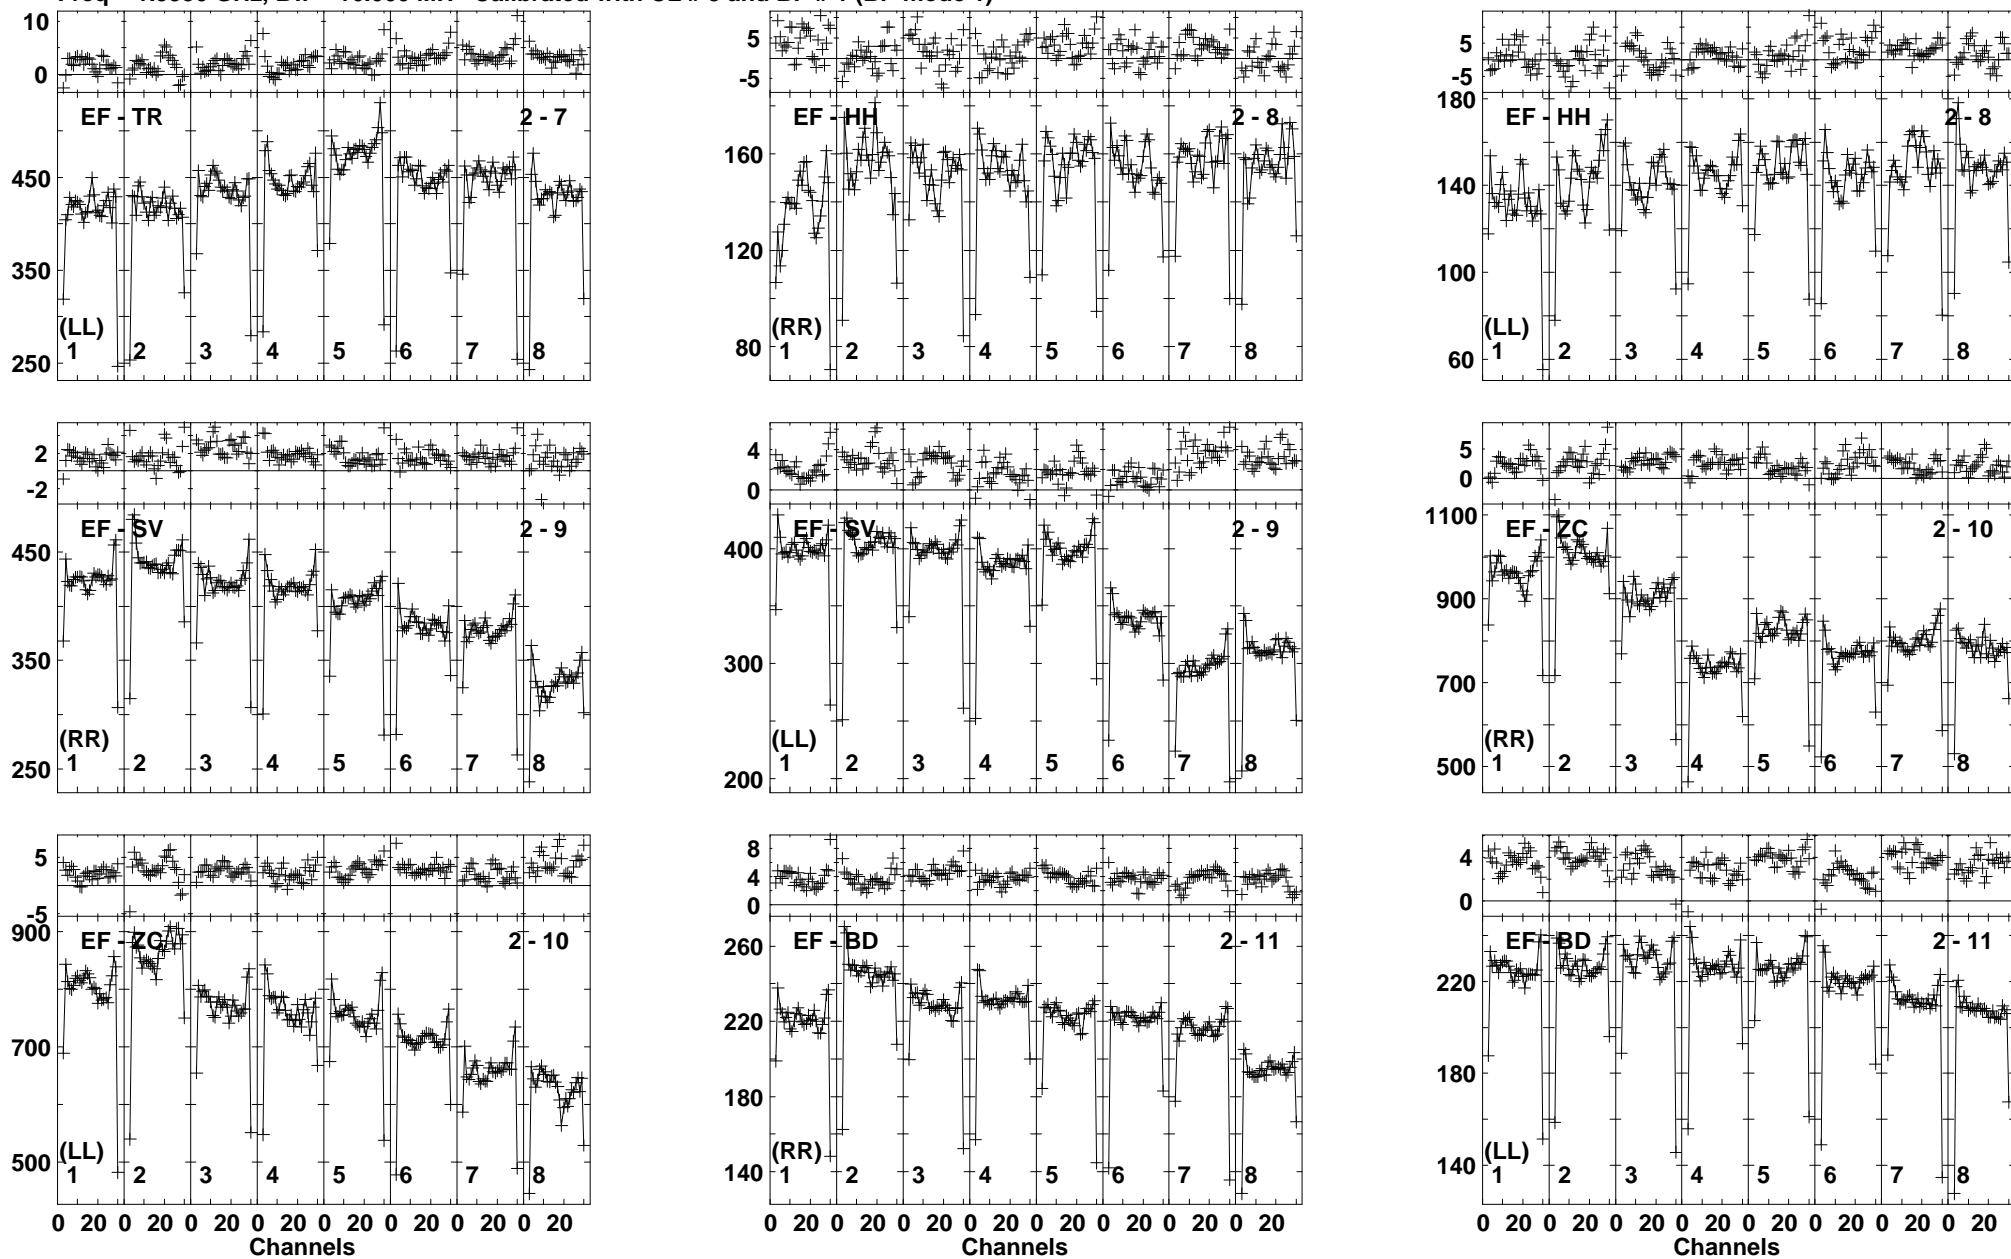 10
0
EF - TR 2 - 7
450
350
250
(LL)
1 2 3 4 5 6 7 8
5
-5
EF - HH 2 - 8
160
120
80
(RR)
1 2 3 4 5 6 7 8
5
-5
180
EF - HH 2 - 8
140
100
60
(LL)
1 2 3 4 5 6 7 8
2
-2
EF - SV 2 - 9
450
350
250
(RR)
1 2 3 4 5 6 7 8
4
0
EF - SV 2 - 9
400
300
200
(LL)
1 2 3 4 5 6 7 8
5
0
1100
EF - ZC 2 - 10
900
700
500
(RR)
1 2 3 4 5 6 7 8
5
-5
900
EF - ZC 2 - 10
700
500
(LL)
1 2 3 4 5 6 7 8
0 20 0 20 0 20 0 20 0 20 0 20 0 20 0 20
Channels
8
4
0
260
EF - BD 2 - 11
220
180
140
(RR)
1 2 3 4 5 6 7 8
0 20 0 20 0 20 0 20 0 20 0 20 0 20 0 20
Channels
4
0
EF - BD 2 - 11
220
180
140
(LL)
1 2 3 4 5 6 7 8
0 20 0 20 0 20 0 20 0 20 0 20 0 20 0 20
Channels